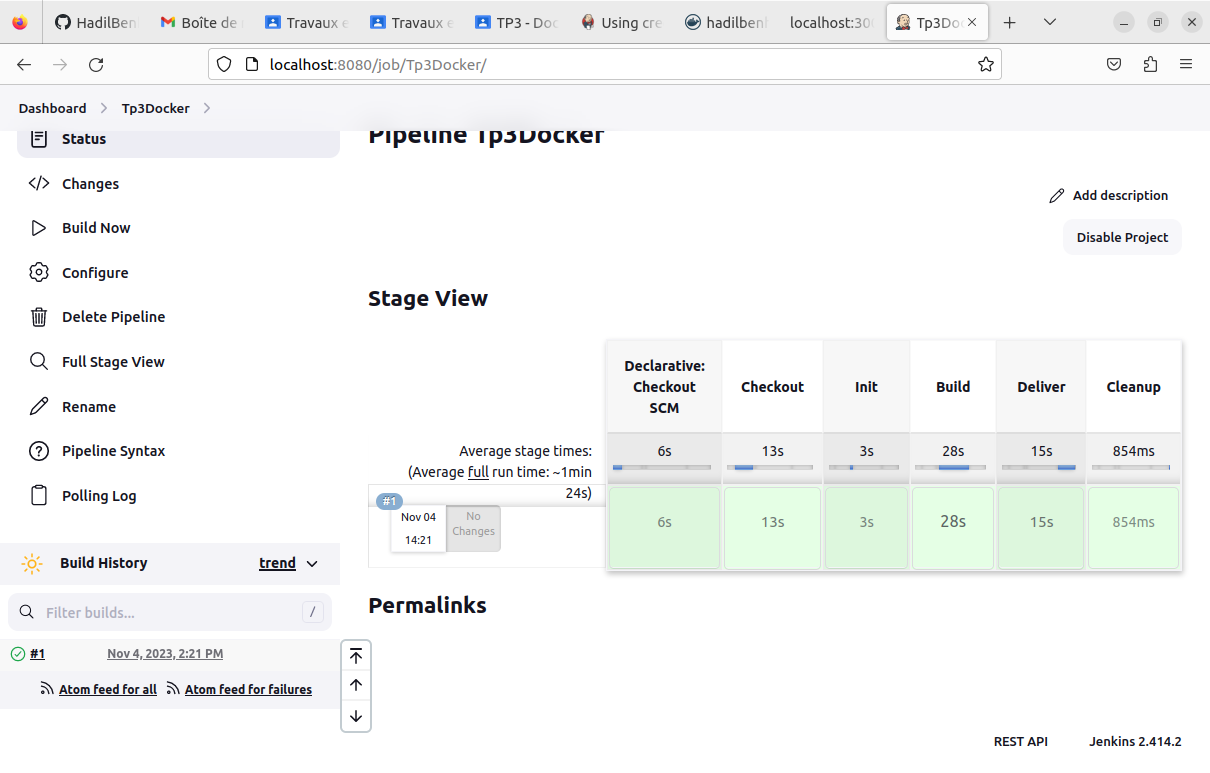 HadilBen
Boîte de
Travaux e
Travaux e
TP3 - Doc
Using cre
hadilbenh
localhost:30
Tp3Doc
localhost:8080/job/Tp3Docker/
Dashboard
Tp3Docker
Status
Changes
Build Now
Configure
Delete Pipeline
Full Stage View
Rename
Pipeline Syntax
Polling Log
Build History
trend
Filter builds...
/
#1
Nov 4, 2023, 2:21 PM
Atom feed for all
Atom feed for failures
Pipeline Tp3Docker
Add description
Disable Project
Stage View
Declarative:
Checkout
SCM
Checkout
Init
Build
Deliver
Cleanup
Average stage times:
(Average full run time: ~1min
24s)
6s
13s
3s
28s
15s
854ms
#1
Nov 04
14:21
No
Changes
6s
13s
3s
28s
15s
854ms
Permalinks
REST API
Jenkins 2.414.2